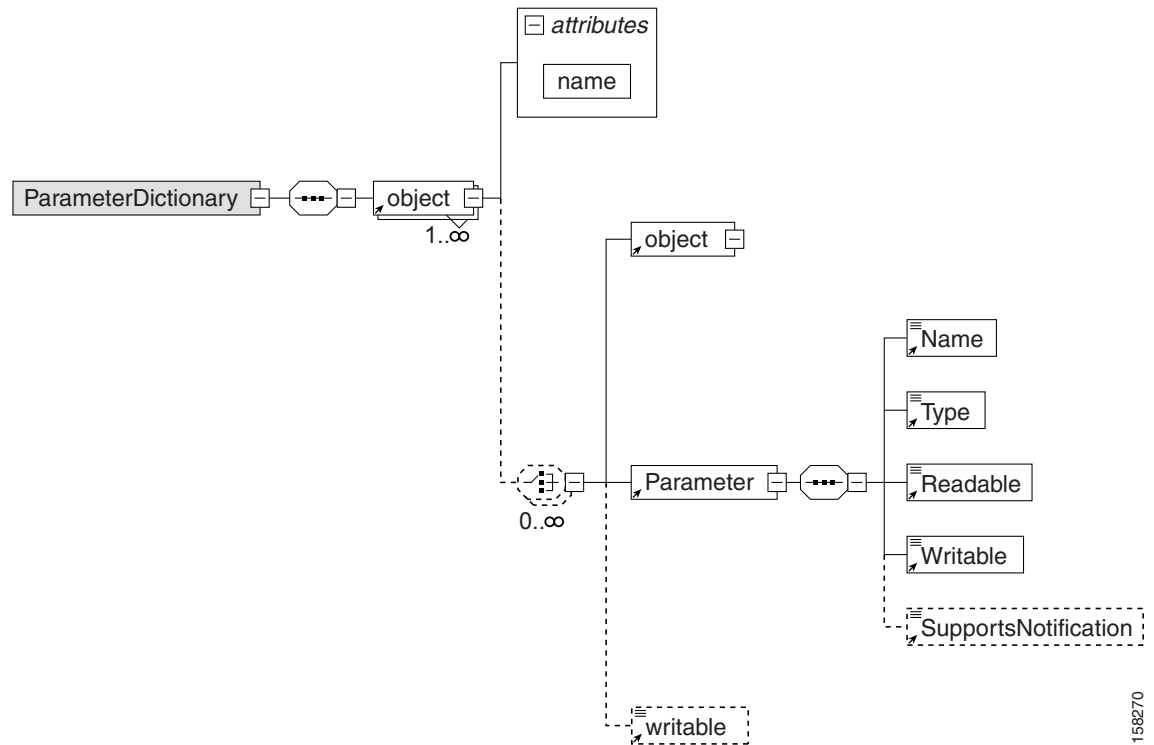 attributes
name
ParameterDictionary
object
1..∞
object
Name
Type
Readable
Parameter
0..∞
Writable
SupportsNotification
writable
158270